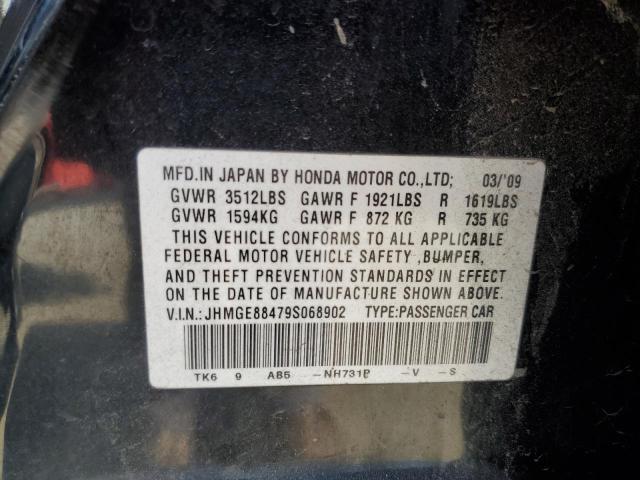 MFD.IN JAPAN BY HONDA MOTOR CO.,LTD; 03/'09
GVWR 3512LBS GAWR F 1921LBS R 1619LBS
GVWR 1594KG GAWR F 872 KG R 735 KG
THIS VEHICLE CONFORMS TO ALL APPLICABLE
FEDERAL MOTOR VEHICLE SAFETY ,BUMPER,
AND THEFT PREVENTION STANDARDS IN EFFECT
ON THE DATE OF MANUFACTURE SHOWN ABOVE.
V.I.N.:JHMGE88479S068902 TYPE:PASSENGER CAR
TK6 9 AB5 -NH731P -V -S